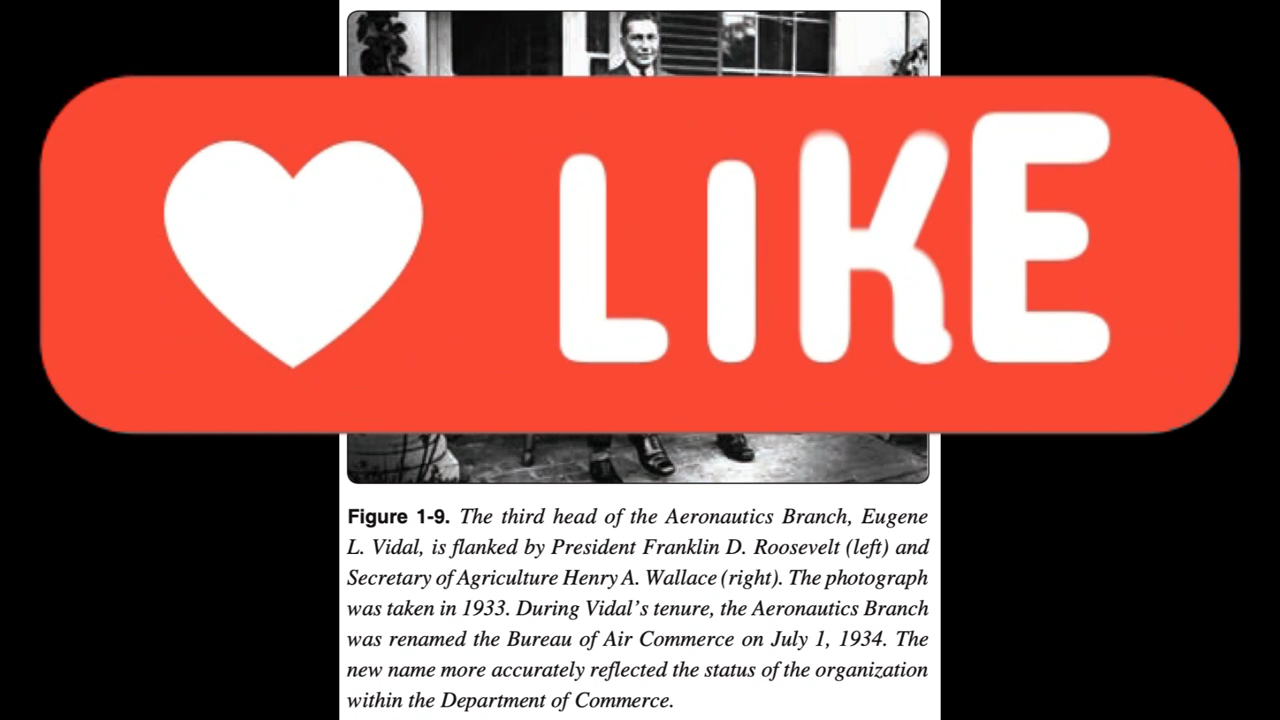 LIKE
Figure 1-9. The third head of the Aeronautics Branch, Eugene
L. Vidal, is flanked by President Franklin D. Roosevelt (left) and
Secretary of Agriculture Henry A. Wallace (right). The photograph
was taken in 1933. During Vidal's tenure, the Aeronautics Branch
was renamed the Bureau of Air Commerce on July 1, 1934. The
new name more accurately reflected the status of the organization
within the Department of Commerce.